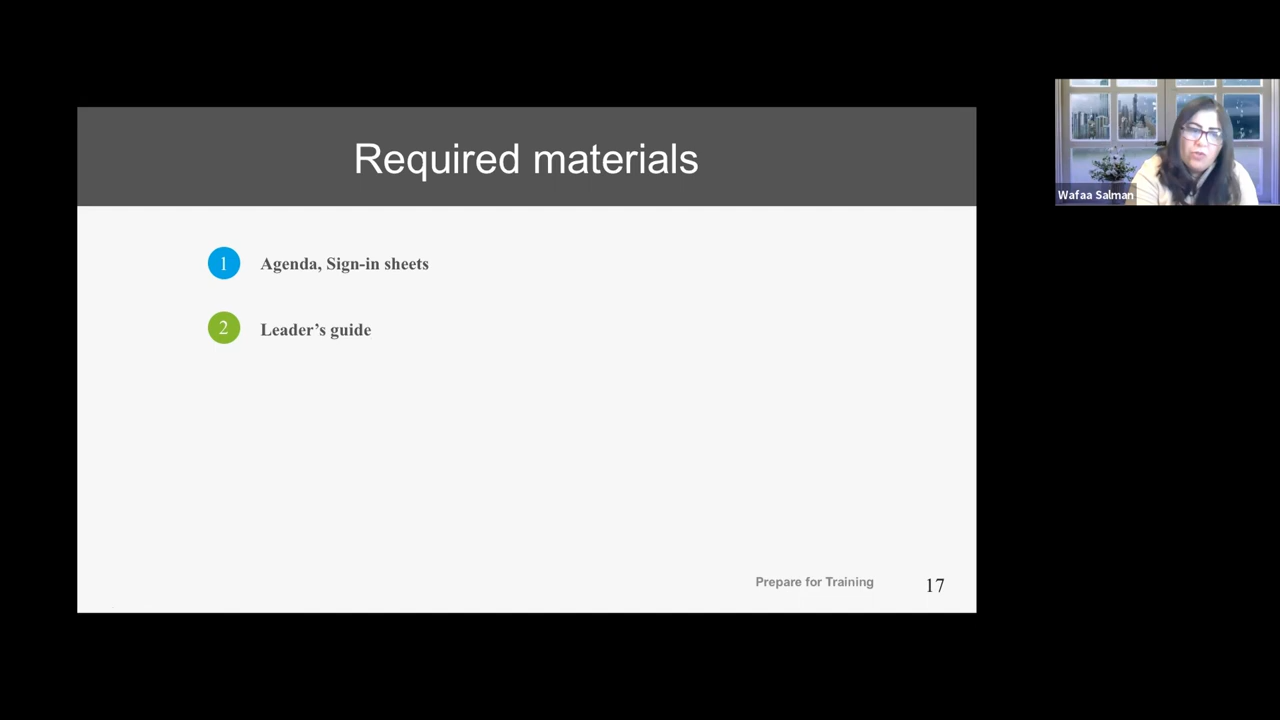 Required materials
1 Agenda, Sign-in sheets
2 Leader’s guide
Prepare for Training 17
Wafaa Salman